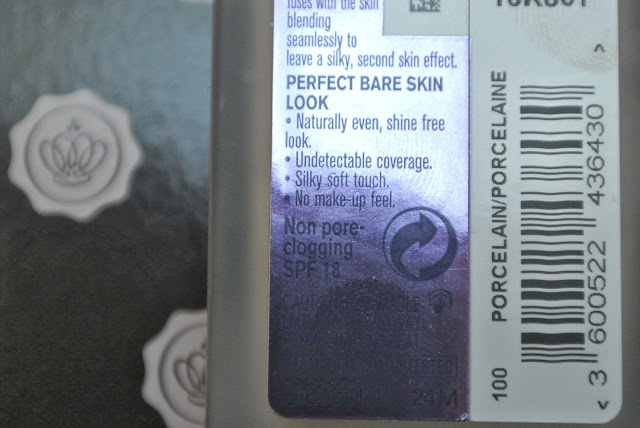 fuses with the skin
blending
seamlessly to
leave a silky, second skin effect.
PERFECT BARE SKIN
LOOK
• Naturally even, shine free
look.
• Undetectable coverage.
• Silky soft touch.
• No make-up feel.
Non pore-
clogging
SPF 18
24M
100 PORCELAIN/PORCELAINE
< 3 600522 436430 >